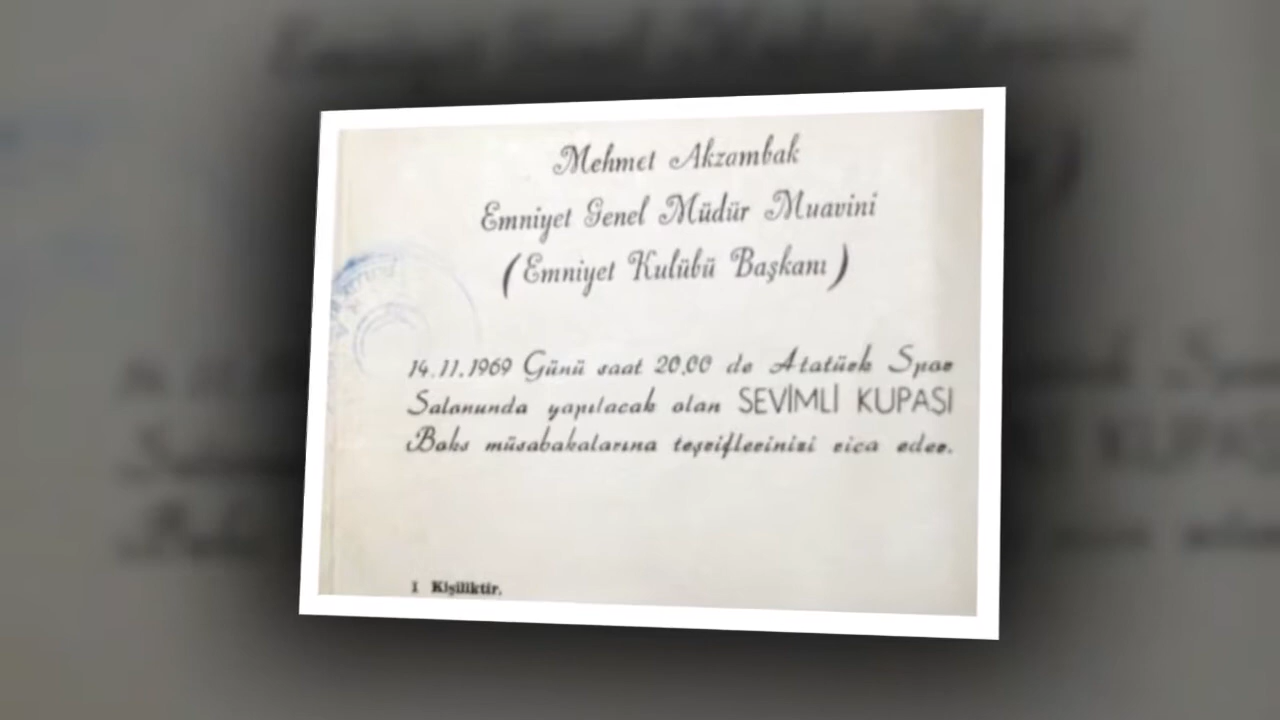 Mehmet Akzambak
Emniyet Genel Müdür Muavini
(Emniyet Kulübü Başkanı)
14.11.1969 Günü saat 20,00 de Atatürk Spor
Salonunda yapılacak olan SEVİMLİ KUPASI
Boks müsabakalarına teşriflerinizi rica eder.
1 Kişiliktir.